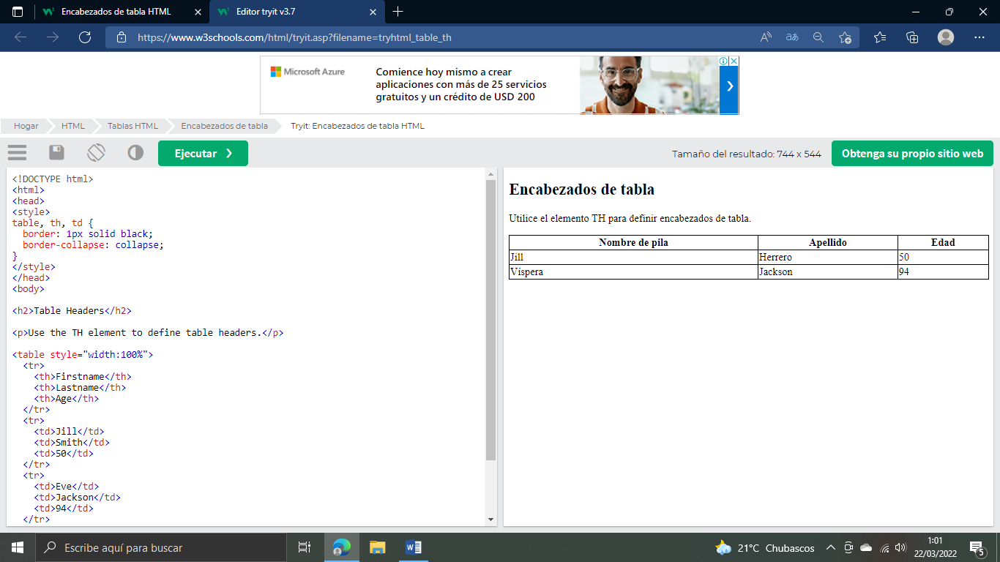 Encabezados de tabla HTML
Editor tryit v3.7
https://www.w3schools.com/html/tryit.asp?filename=tryhtml_table_th
Microsoft Azure
Comience hoy mismo a crear
aplicaciones con más de 25 servicios
gratuitos y un crédito de USD 200
Hogar HTML Tablas HTML Encabezados de tabla Tryit: Encabezados de tabla HTML
Ejecutar ❯
Tamaño del resultado: 744 x 544
Obtenga su propio sitio web
<!DOCTYPE html>
<html>
<head>
<style>
table, th, td {
  border: 1px solid black;
  border-collapse: collapse;
}
</style>
</head>
<body>
<h2>Table Headers</h2>
<p>Use the TH element to define table headers.</p>
<table style="width:100%">
  <tr>
    <th>Firstname</th>
    <th>Lastname</th>
    <th>Age</th>
  </tr>
  <tr>
    <td>Jill</td>
    <td>Smith</td>
    <td>50</td>
  </tr>
  <tr>
    <td>Eve</td>
    <td>Jackson</td>
    <td>94</td>
  </tr>
Encabezados de tabla
Utilice el elemento TH para definir encabezados de tabla.
Nombre de pila Apellido Edad
Jill Herrero 50
Víspera Jackson 94
Escribe aquí para buscar
21°C Chubascos
1:01
22/03/2022
5